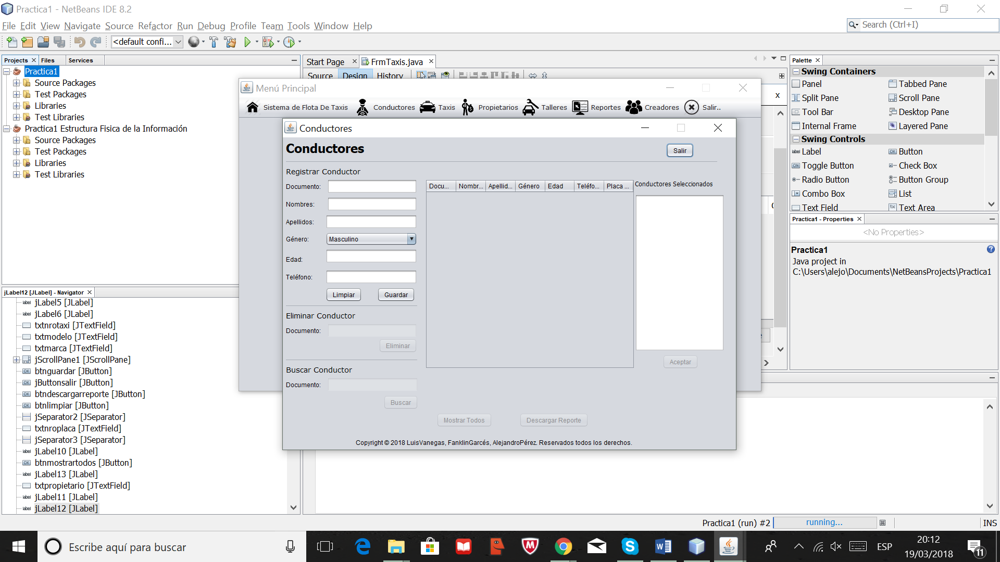 Practica1 - NetBeans IDE 8.2
File Edit View Navigate Source Refactor Run Debug Profile Team Tools Window Help
Search (Ctrl+I)
<default confi...
Projects Files Services
Practica1
Source Packages
Test Packages
Libraries
Test Libraries
Practica1 Estructura Fisica de la Información
Source Packages
Test Packages
Libraries
Test Libraries
jLabel12 [JLabel] - Navigator
jLabel5 [JLabel]
jLabel6 [JLabel]
txtnrotaxi [JTextField]
txtmodelo [JTextField]
txtmarca [JTextField]
jScrollPane1 [JScrollPane]
btnguardar [JButton]
jButtonsalir [JButton]
btndescargarreporte [JButton]
btnlimpiar [JButton]
jSeparator2 [JSeparator]
txtnroplaca [JTextField]
jSeparator3 [JSeparator]
jLabel10 [JLabel]
btnmostrartodos [JButton]
jLabel13 [JLabel]
txtpropietario [JTextField]
jLabel11 [JLabel]
jLabel12 [JLabel]
Start Page FrmTaxis.java
Source Design History
Menú Principal
Sistema de Flota De Taxis Conductores Taxis Propietarios Talleres Reportes Creadores Salir..
Conductores
Conductores
Salir
Registrar Conductor
Documento:
Nombres:
Apellidos:
Género: Masculino
Edad:
Teléfono:
Limpiar Guardar
Eliminar Conductor
Documento:
Eliminar
Buscar Conductor
Documento:
Buscar
Docu... Nombr... Apellid... Género Edad Teléfo... Placa ...
Conductores Seleccionados
Aceptar
Mostrar Todos Descargar Reporte
Copyright © 2018 LuisVanegas, FanklinGarcés, AlejandroPérez. Reservados todos los derechos.
Palette
Swing Containers
Panel Tabbed Pane
Split Pane Scroll Pane
Tool Bar Desktop Pane
Internal Frame Layered Pane
Swing Controls
Label Button
Toggle Button Check Box
Radio Button Button Group
Combo Box List
Text Field Text Area
Practica1 - Properties
<No Properties>
Practica1
Java project in
C:\Users\alejo\Documents\NetBeansProjects\Practica1
Practica1 (run) #2 running... INS
Escribe aquí para buscar
ESP
20:12
19/03/2018
11